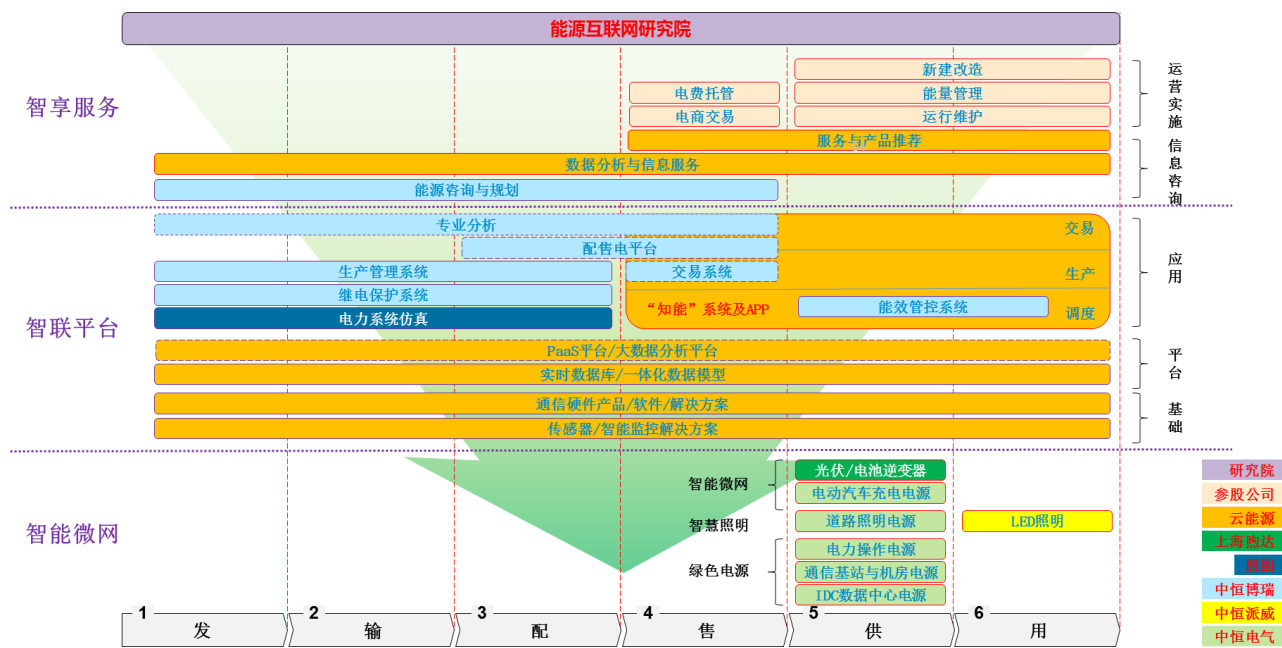 能源互联网研究院
智享服务
新建改造
电费托管
能量管理
电商交易
运行维护
运营实施
服务与产品推荐
数据分析与信息服务
能源咨询与规划
信息咨询
智联平台
专业分析
交易
配售电平台
生产管理系统
交易系统
生产
继电保护系统
“知能”系统及APP
能效管控系统
调度
电力系统仿真
应用
PaaS平台/大数据分析平台
实时数据库/一体化数据模型
平台
通信硬件产品/软件/解决方案
传感器/智能监控解决方案
基础
智能微网
智能微网
光伏/电池逆变器
电动汽车充电电源
智慧照明
道路照明电源
LED照明
绿色电源
电力操作电源
通信基站与机房电源
IDC数据中心电源
研究院
参股公司
云能源
上海煦达
中恒博瑞
中恒派威
中恒电气
1 发
2 输
3 配
4 售
5 供
6 用